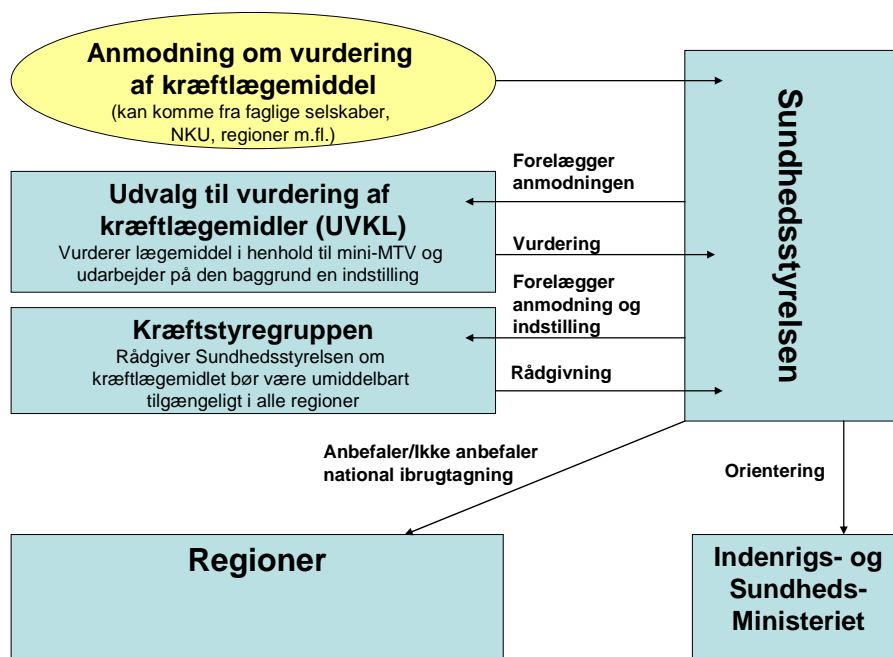 Anmodning om vurdering
af kræftlægemiddel
(kan komme fra faglige selskaber,
NKU, regioner m.fl.)
Sundhedsstyrelsen
Forelægger
anmodningen
Udvalg til vurdering af
kræftlægemidler (UVKL)
Vurderer lægemiddel i henhold til mini-MTV og
udarbejder på den baggrund en indstilling
Vurdering
Forelægger
anmodning og
indstilling
Kræftstyregruppen
Rådgiver Sundhedsstyrelsen om
kræftlægemidlet bør være umiddelbart
tilgængeligt i alle regioner
Rådgivning
Anbefaler/Ikke anbefaler
national ibrugtagning
Orientering
Regioner
Indenrigs- og
Sundheds-
Ministeriet